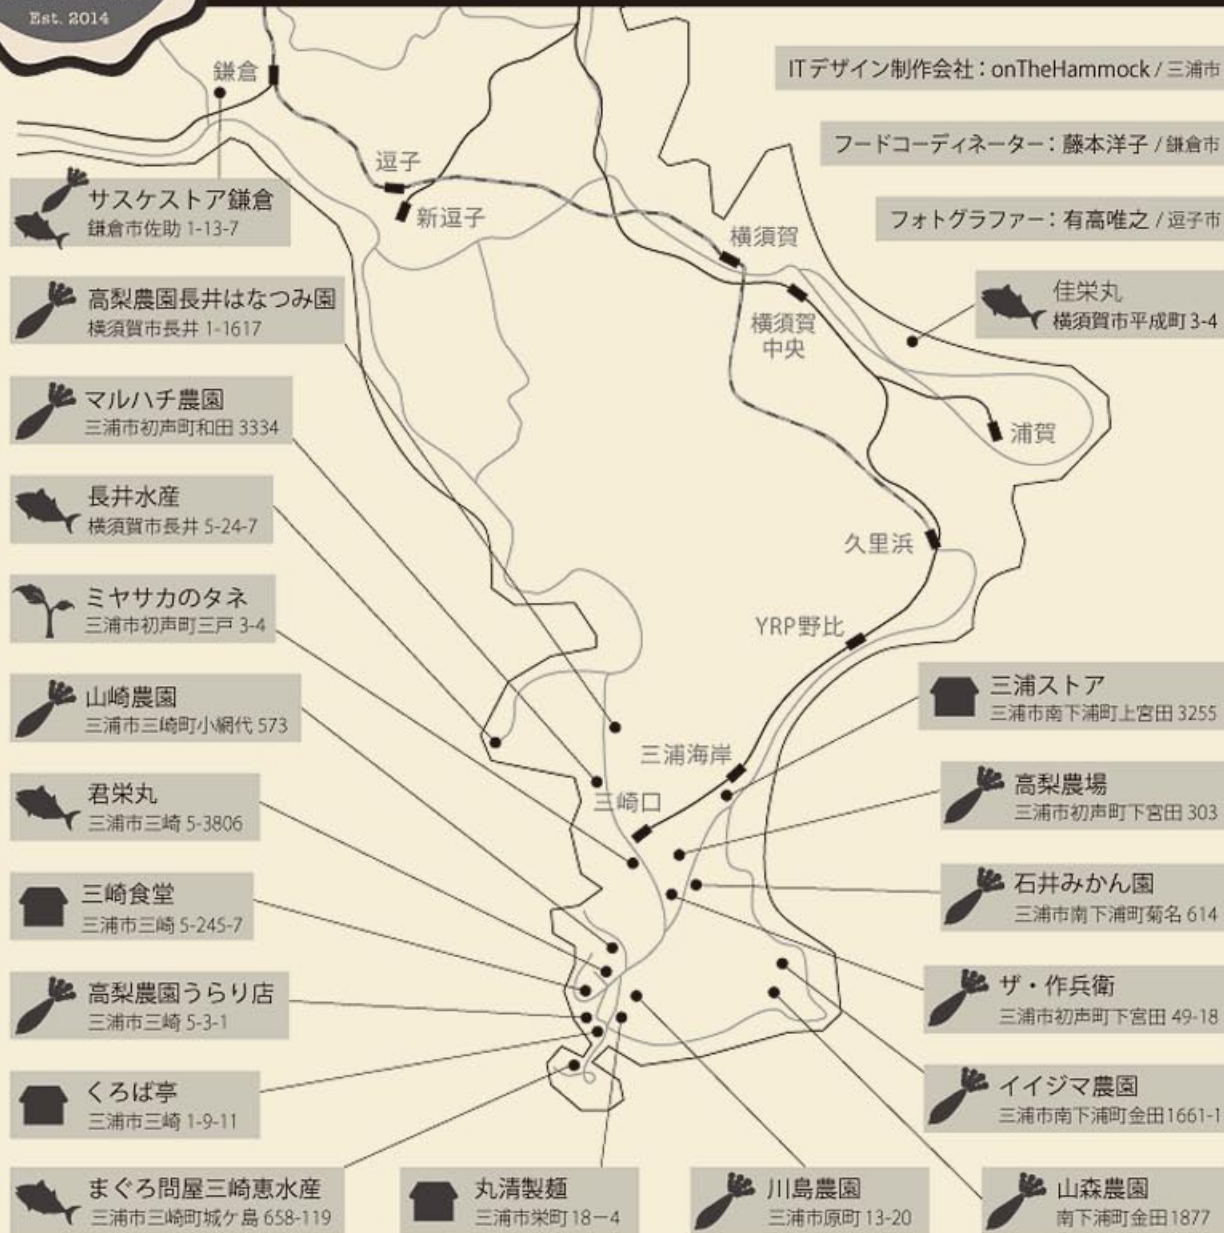 Est. 2014
ITデザイン制作会社：onTheHammock / 三浦市
フードコーディネーター：藤本洋子 / 鎌倉市
フォトグラファー：有高唯之 / 逗子市
鎌倉
逗子
新逗子
横須賀
横須賀
中央
浦賀
久里浜
YRP野比
三浦海岸
三崎口
サスケストア鎌倉
鎌倉市佐助 1-13-7
高梨農園長井はなつみ園
横須賀市長井 1-1617
マルハチ農園
三浦市初声町和田 3334
長井水産
横須賀市長井 5-24-7
ミヤサカのタネ
三浦市初声町三戸 3-4
山崎農園
三浦市三崎町小網代 573
君栄丸
三浦市三崎 5-3806
三崎食堂
三浦市三崎 5-245-7
高梨農園うらり店
三浦市三崎 5-3-1
くろば亭
三浦市三崎 1-9-11
まぐろ問屋三崎恵水産
三浦市三崎町城ケ島 658-119
丸清製麺
三浦市栄町 18ー4
川島農園
三浦市原町 13-20
佳栄丸
横須賀市平成町 3-4
三浦ストア
三浦市南下浦町上宮田 3255
高梨農場
三浦市初声町下宮田 303
石井みかん園
三浦市南下浦町菊名 614
ザ・作兵衛
三浦市初声町下宮田 49-18
イイジマ農園
三浦市南下浦町金田1661-1
山森農園
南下浦町金田1877